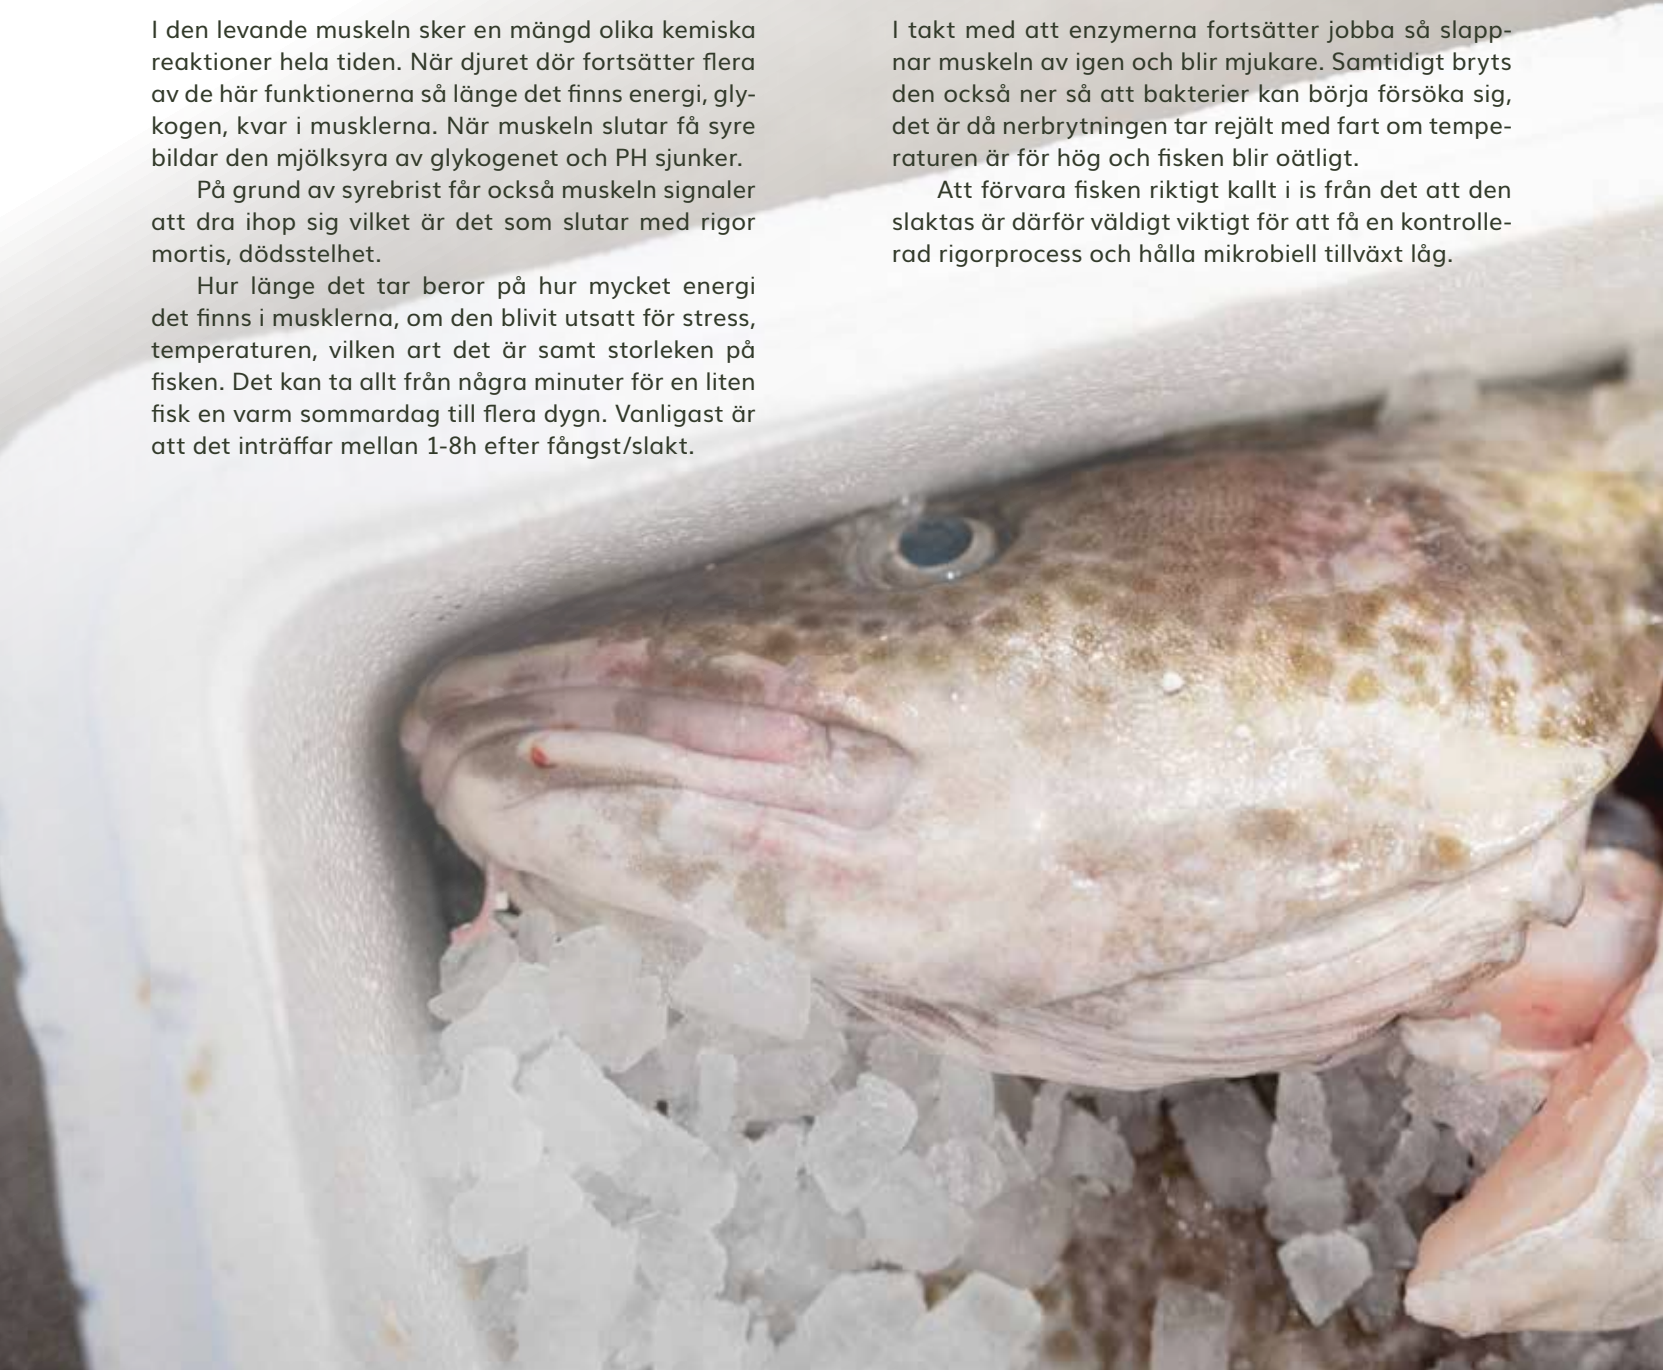 I den levande muskeln sker en mängd olika kemiska
reaktioner hela tiden. När djuret dör fortsätter flera
av de här funktionerna så länge det finns energi, gly-
kogen, kvar i musklerna. När muskeln slutar få syre
bildar den mjölksyra av glykogenet och PH sjunker.
På grund av syrebrist får också muskeln signaler
att dra ihop sig vilket är det som slutar med rigor
mortis, dödsstelhet.
Hur länge det tar beror på hur mycket energi
det finns i musklerna, om den blivit utsatt för stress,
temperaturen, vilken art det är samt storleken på
fisken. Det kan ta allt från några minuter för en liten
fisk en varm sommardag till flera dygn. Vanligast är
att det inträffar mellan 1-8h efter fångst/slakt.
I takt med att enzymerna fortsätter jobba så slapp-
nar muskeln av igen och blir mjukare. Samtidigt bryts
den också ner så att bakterier kan börja försöka sig,
det är då nerbrytningen tar rejält med fart om tempe-
raturen är för hög och fisken blir oätligt.
Att förvara fisken riktigt kallt i is från det att den
slaktas är därför väldigt viktigt för att få en kontrolle-
rad rigorprocess och hålla mikrobiell tillväxt låg.